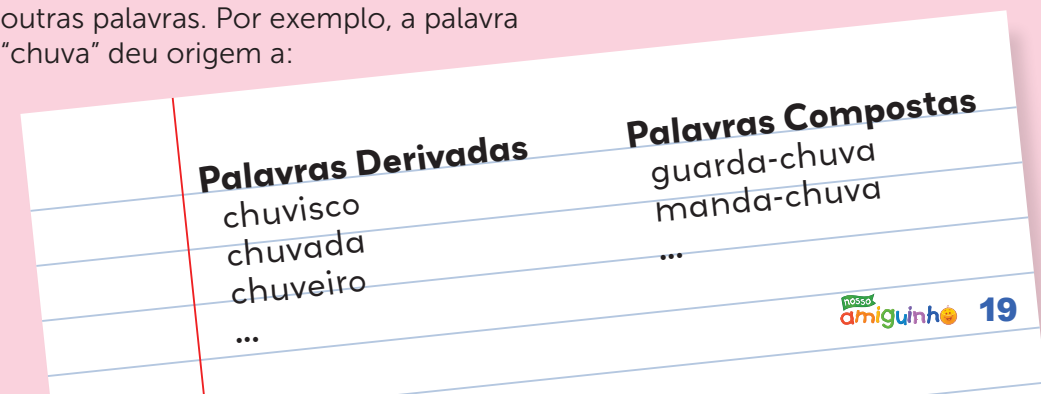 outras palavras. Por exemplo, a palavra
“chuva” deu origem a:
Palavras Derivadas
chuvisco
chuvada
chuveiro
...
Palavras Compostas
guarda-chuva
manda-chuva
...
nosso
amiguinho 19